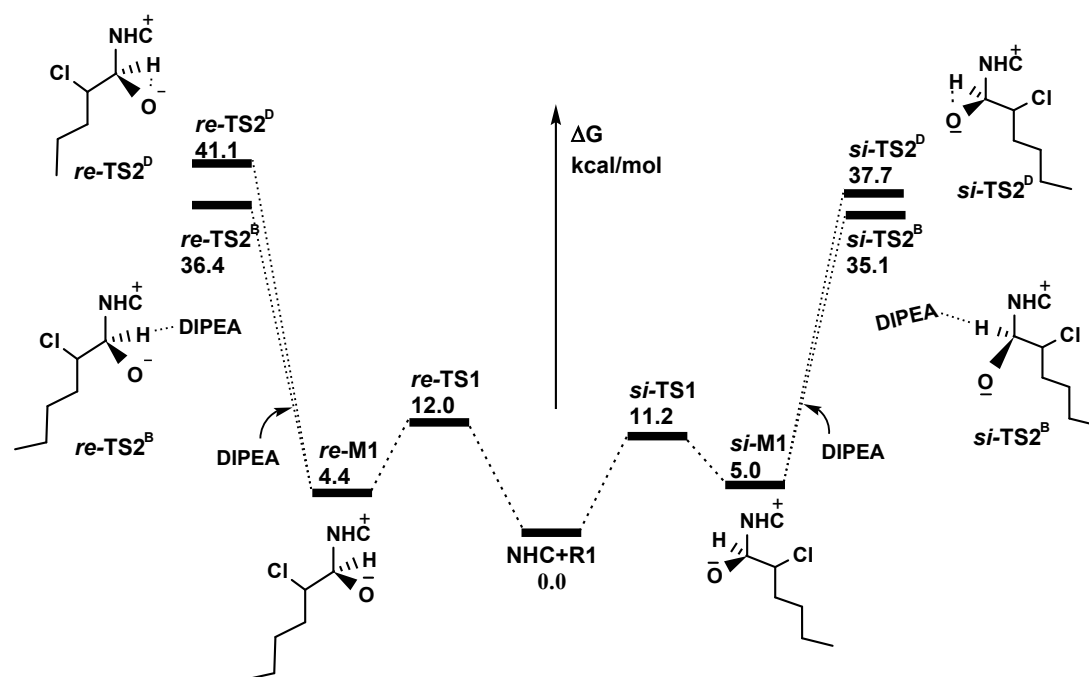 NHC+
Cl
H
O−
re-TS2D
re-TS2D
41.1
re-TS2B
36.4
NHC+
Cl
H
DIPEA
O−
re-TS2B
DIPEA
re-M1
4.4
NHC+
Cl
H
O−
re-TS1
12.0
ΔG
kcal/mol
NHC+R1
0.0
si-TS1
11.2
si-M1
5.0
NHC+
H
Cl
O−
DIPEA
si-TS2D
37.7
si-TS2B
35.1
NHC+
H
Cl
O−
si-TS2D
NHC+
DIPEA
H
Cl
O−
si-TS2B